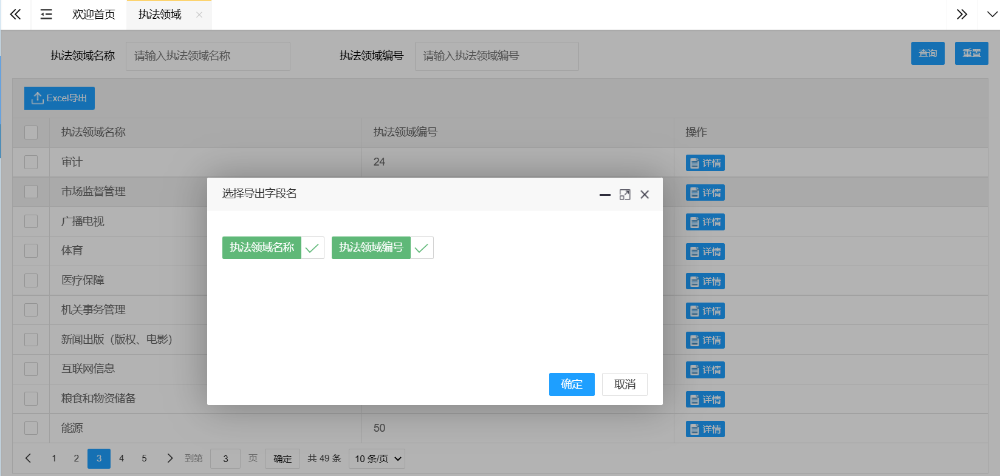 欢迎首页 执法领域
执法领域名称 请输入执法领域名称 执法领域编号 请输入执法领域编号 查询 重置
Excel导出
执法领域名称 执法领域编号 操作
审计 24 详情
市场监督管理 详情
广播电视 详情
体育 详情
医疗保障 详情
机关事务管理 详情
新闻出版（版权、电影） 详情
互联网信息 详情
粮食和物资储备 详情
能源 50 详情
选择导出字段名
执法领域名称 执法领域编号
确定 取消
1 2 3 4 5 到第 3 页 确定 共 49 条 10 条/页